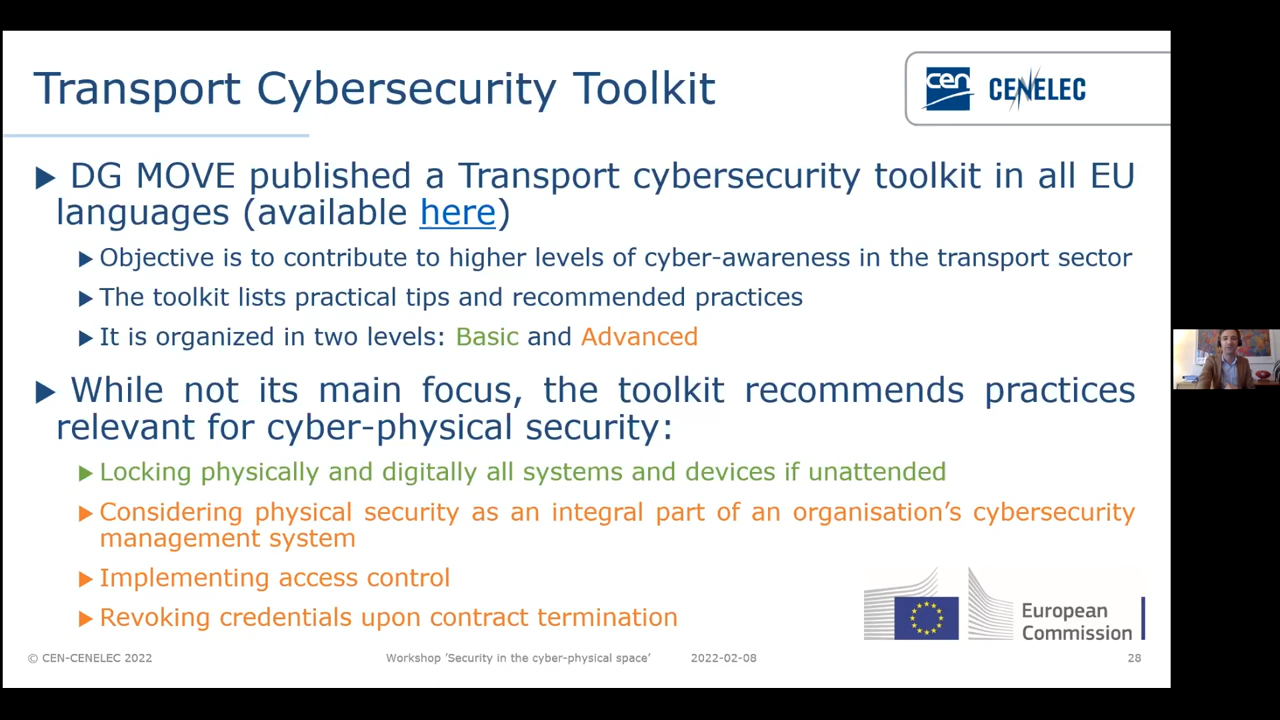 Transport Cybersecurity Toolkit
cen CENELEC
▶ DG MOVE published a Transport cybersecurity toolkit in all EU
languages (available here)
▶ Objective is to contribute to higher levels of cyber-awareness in the transport sector
▶ The toolkit lists practical tips and recommended practices
▶ It is organized in two levels: Basic and Advanced
▶ While not its main focus, the toolkit recommends practices
relevant for cyber-physical security:
▶ Locking physically and digitally all systems and devices if unattended
▶ Considering physical security as an integral part of an organisation’s cybersecurity
management system
▶ Implementing access control
▶ Revoking credentials upon contract termination
European
Commission
© CEN-CENELEC 2022 Workshop ‘Security in the cyber-physical space’ 2022-02-08 28